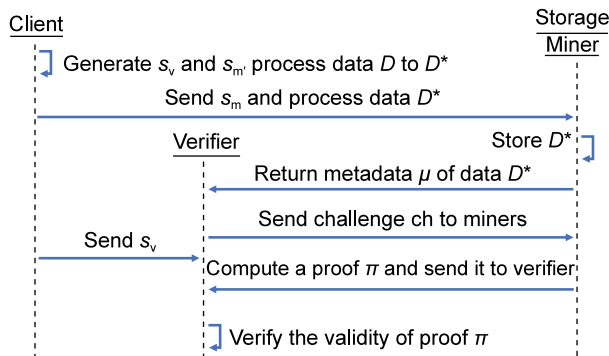 Client
Storage
Miner
Generate s_v and s_m' process data D to D*
Send s_m and process data D*
Verifier
Store D*
Return metadata μ of data D*
Send challenge ch to miners
Send s_v
Compute a proof π and send it to verifier
Verify the validity of proof π